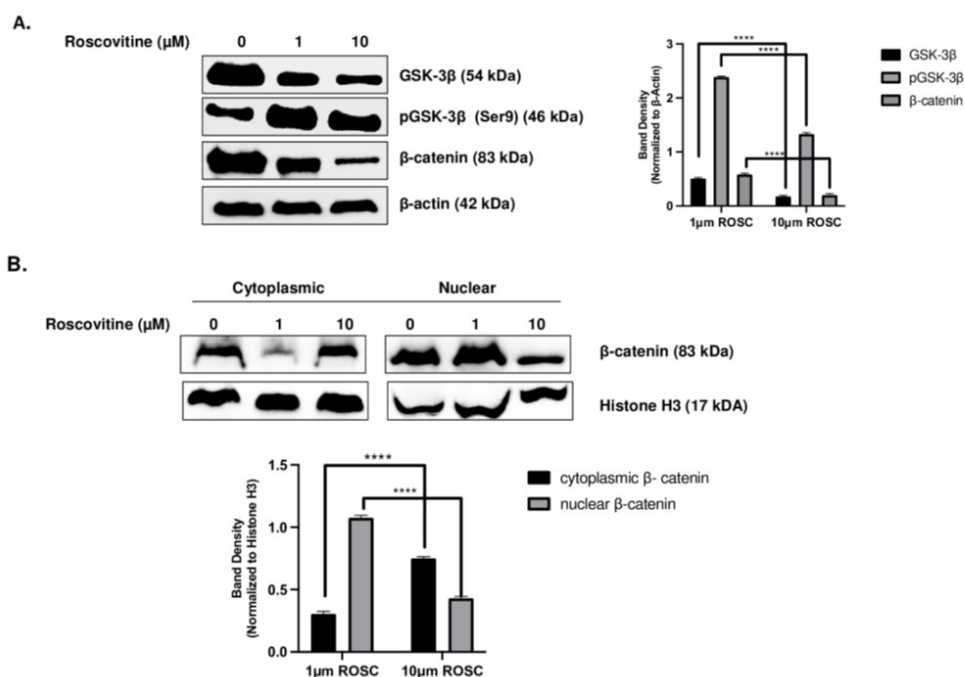 A.
Roscovitine (µM) 0 1 10
GSK-3β (54 kDa)
pGSK-3β (Ser9) (46 kDa)
β-catenin (83 kDa)
β-actin (42 kDa)
Band Density
(Normalized to β-Actin)
3
2
1
0
**** 
****
****
1µm ROSC 10µm ROSC
GSK-3β
pGSK-3β
β-catenin
B.
Cytoplasmic Nuclear
Roscovitine (µM) 0 1 10 0 1 10
β-catenin (83 kDa)
Histone H3 (17 kDA)
Band Density
(Normalized to Histone H3)
1.5
1.0
0.5
0.0
****
****
1µm ROSC 10µm ROSC
cytoplasmic β- catenin
nuclear β-catenin